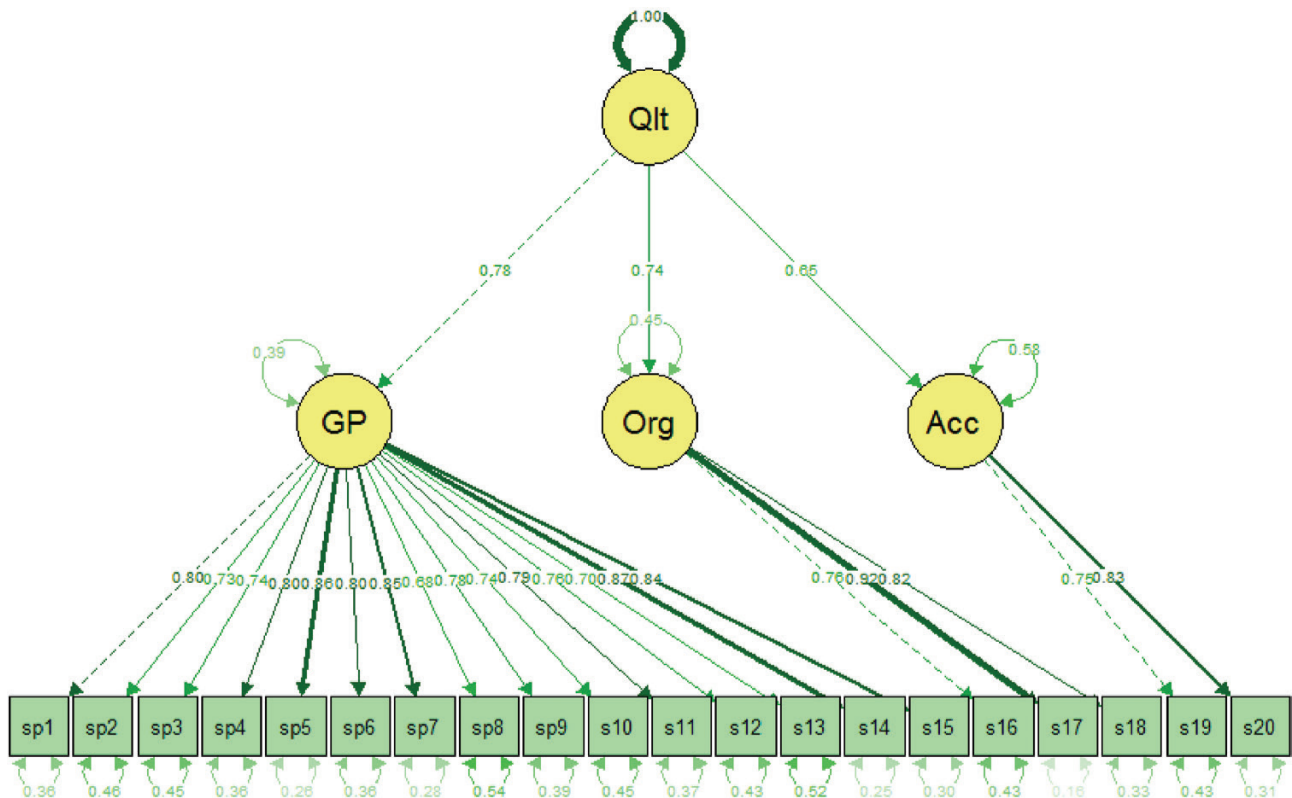 1.00
Qlt
0.78 0.74 0.65
0.39 0.45 0.58
GP Org Acc
0.80 0.73 0.74 0.80 0.86 0.80 0.85 0.68 0.78 0.74 0.79 0.76 0.70 0.87 0.84 0.76 0.92 0.82 0.75 0.83
sp1 sp2 sp3 sp4 sp5 sp6 sp7 sp8 sp9 s10 s11 s12 s13 s14 s15 s16 s17 s18 s19 s20
0.36 0.46 0.45 0.36 0.26 0.36 0.28 0.54 0.39 0.45 0.37 0.43 0.52 0.25 0.30 0.43 0.16 0.33 0.43 0.31